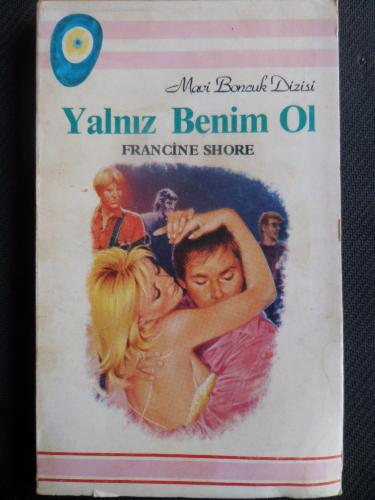 Mavi Boncuk Dizisi
Yalnız Benim Ol
FRANCİNE SHORE